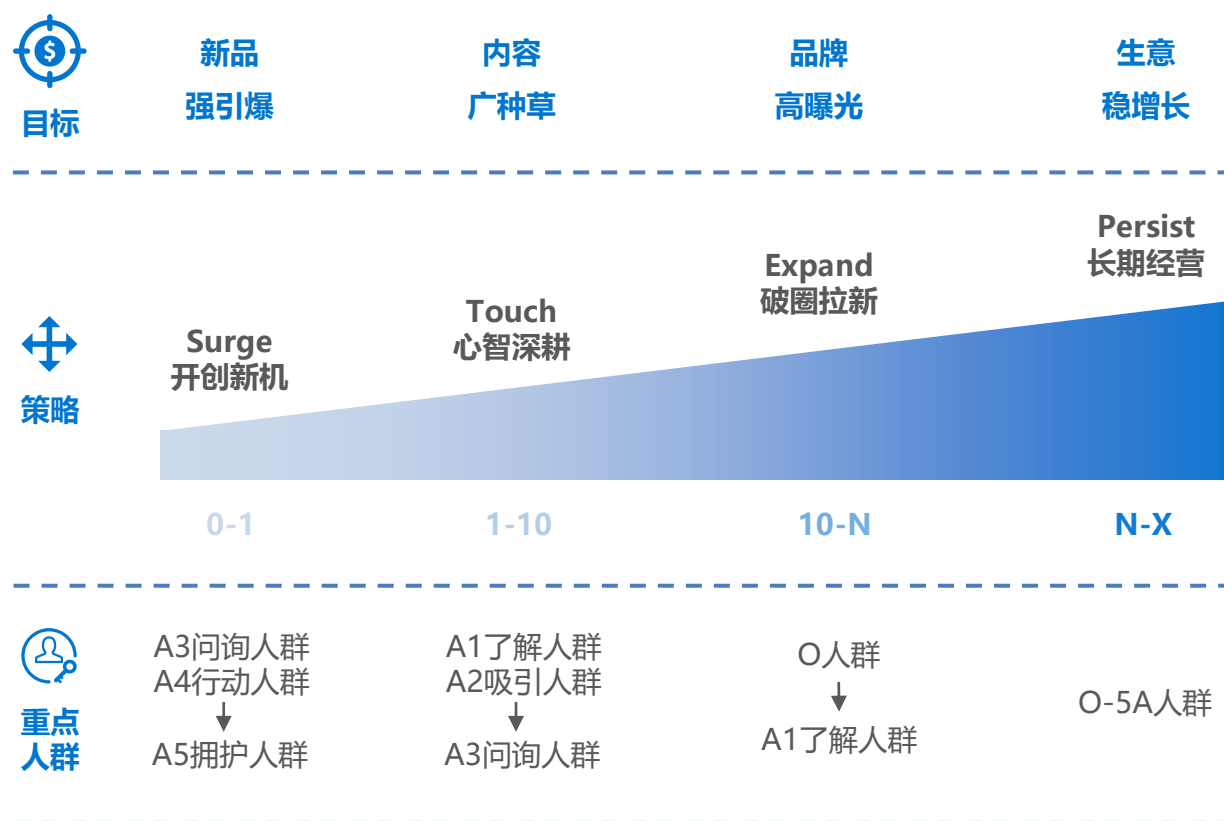 目标
新品
强引爆
内容
广种草
品牌
高曝光
生意
稳增长
策略
Surge
开创新机
Touch
心智深耕
Expand
破圈拉新
Persist
长期经营
0-1
1-10
10-N
N-X
重点
人群
A3问询人群
A4行动人群
A5拥护人群
A1了解人群
A2吸引人群
A3问询人群
O人群
A1了解人群
O-5A人群